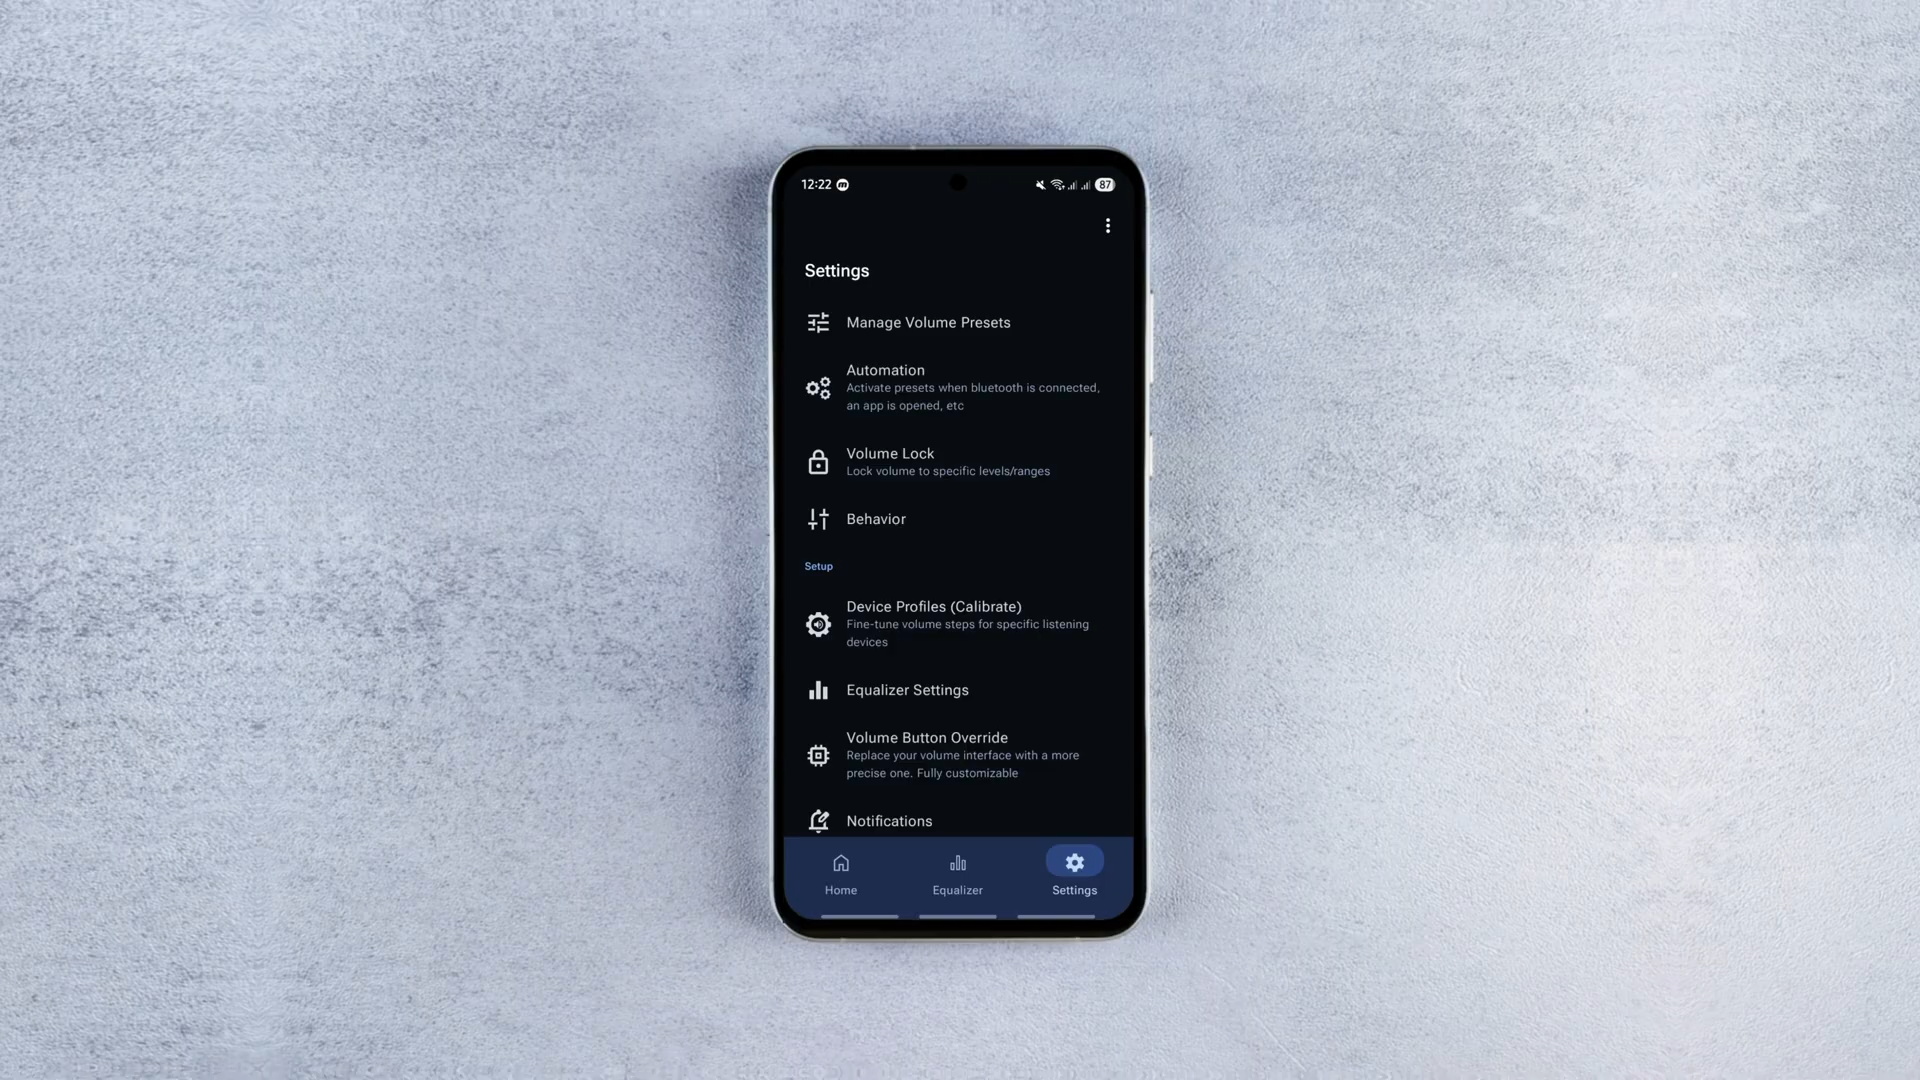 12:22
87
Settings
Manage Volume Presets
Automation
Activate presets when bluetooth is connected,
an app is opened, etc
Volume Lock
Lock volume to specific levels/ranges
Behavior
Setup
Device Profiles (Calibrate)
Fine-tune volume steps for specific listening
devices
Equalizer Settings
Volume Button Override
Replace your volume interface with a more
precise one. Fully customizable
Notifications
Home
Equalizer
Settings